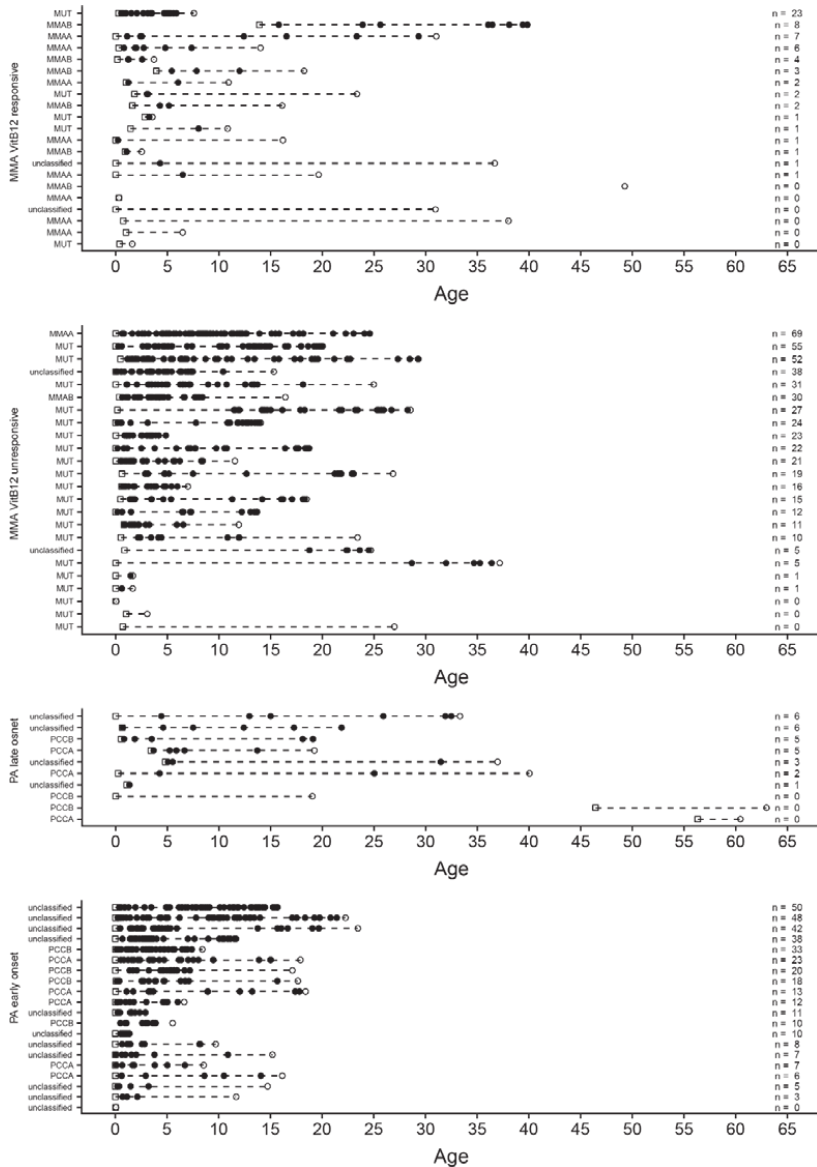 MMA VitB12 responsive
MUT n = 23
MMAB n = 8
MMAA n = 7
MMAA n = 6
MMAB n = 4
MMAB n = 3
MMAA n = 2
MUT n = 2
MMAB n = 2
MUT n = 1
MUT n = 1
MMAA n = 1
MMAB n = 1
unclassified n = 1
MMAA n = 1
MMAB n = 0
MMAA n = 0
unclassified n = 0
MMAA n = 0
MMAA n = 0
MUT n = 0
0 5 10 15 20 25 30 35 40 45 50 55 60 65
Age
MMA VitB12 unresponsive
MMAA n = 69
MUT n = 55
MUT n = 52
unclassified n = 38
MUT n = 31
MMAB n = 30
MUT n = 27
MUT n = 24
MUT n = 23
MUT n = 22
MUT n = 21
MUT n = 19
MUT n = 16
MUT n = 15
MUT n = 12
MUT n = 11
MUT n = 10
unclassified n = 5
MUT n = 5
MUT n = 1
MUT n = 1
MUT n = 0
MUT n = 0
MUT n = 0
0 5 10 15 20 25 30 35 40 45 50 55 60 65
Age
PA late osnet
unclassified n = 6
unclassified n = 6
PCCB n = 5
PCCA n = 5
unclassified n = 3
PCCA n = 2
unclassified n = 1
PCCB n = 0
PCCB n = 0
PCCA n = 0
0 5 10 15 20 25 30 35 40 45 50 55 60 65
Age
PA early onset
unclassified n = 50
unclassified n = 48
unclassified n = 42
unclassified n = 38
PCCB n = 33
PCCA n = 23
PCCB n = 20
PCCB n = 18
PCCA n = 13
PCCA n = 12
unclassified n = 11
PCCB n = 10
unclassified n = 10
unclassified n = 8
unclassified n = 7
PCCA n = 7
PCCA n = 6
unclassified n = 5
unclassified n = 3
unclassified n = 0
0 5 10 15 20 25 30 35 40 45 50 55 60 65
Age